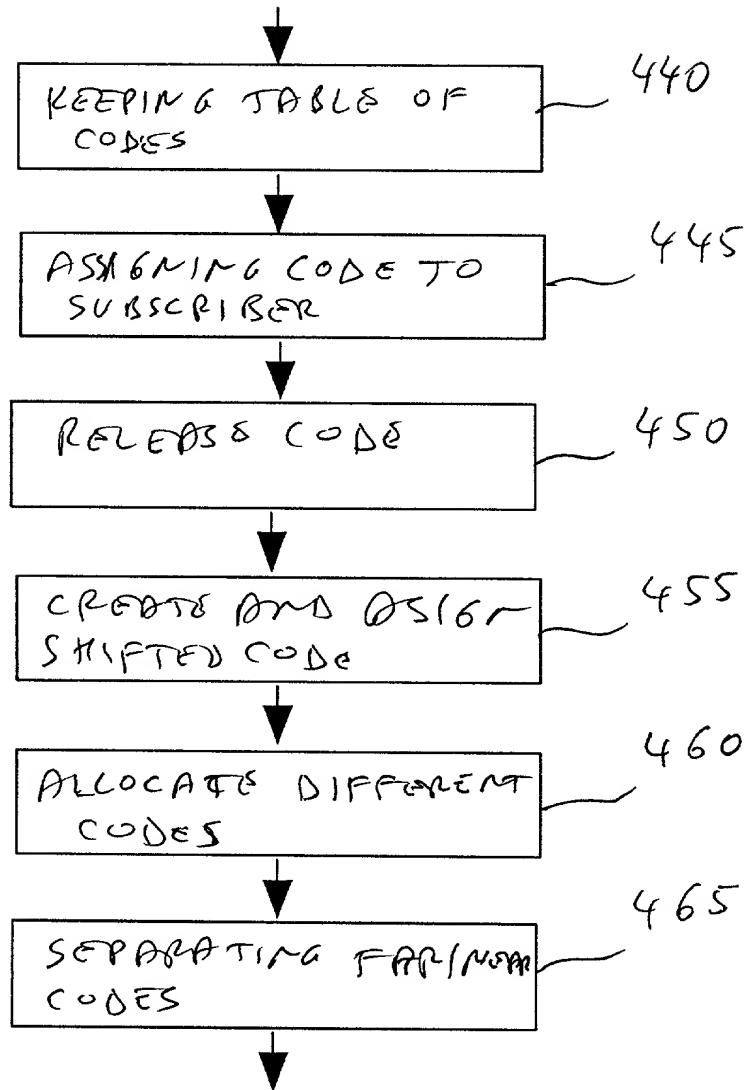 KEEPING TABLE OF
CODES
440
ASSIGNING CODE TO
SUBSCRIBER
445
RELEASE CODE
450
CREATE AND ASIGN
SHIFTED CODE
455
ALLOCATE DIFFERENT
CODES
460
SEPARATING FAR/NEAR
CODES
465